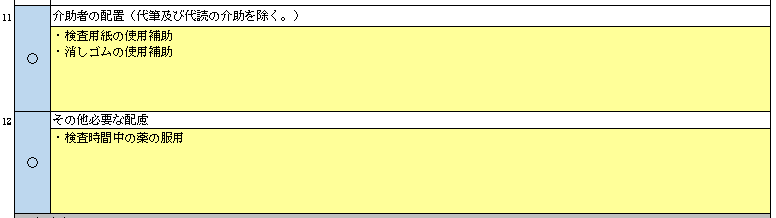 11 介助者の配置（代筆及び代読の介助を除く。）
○
・検査用紙の使用補助
・消しゴムの使用補助
12 その他必要な配慮
○
・検査時間中の薬の服用